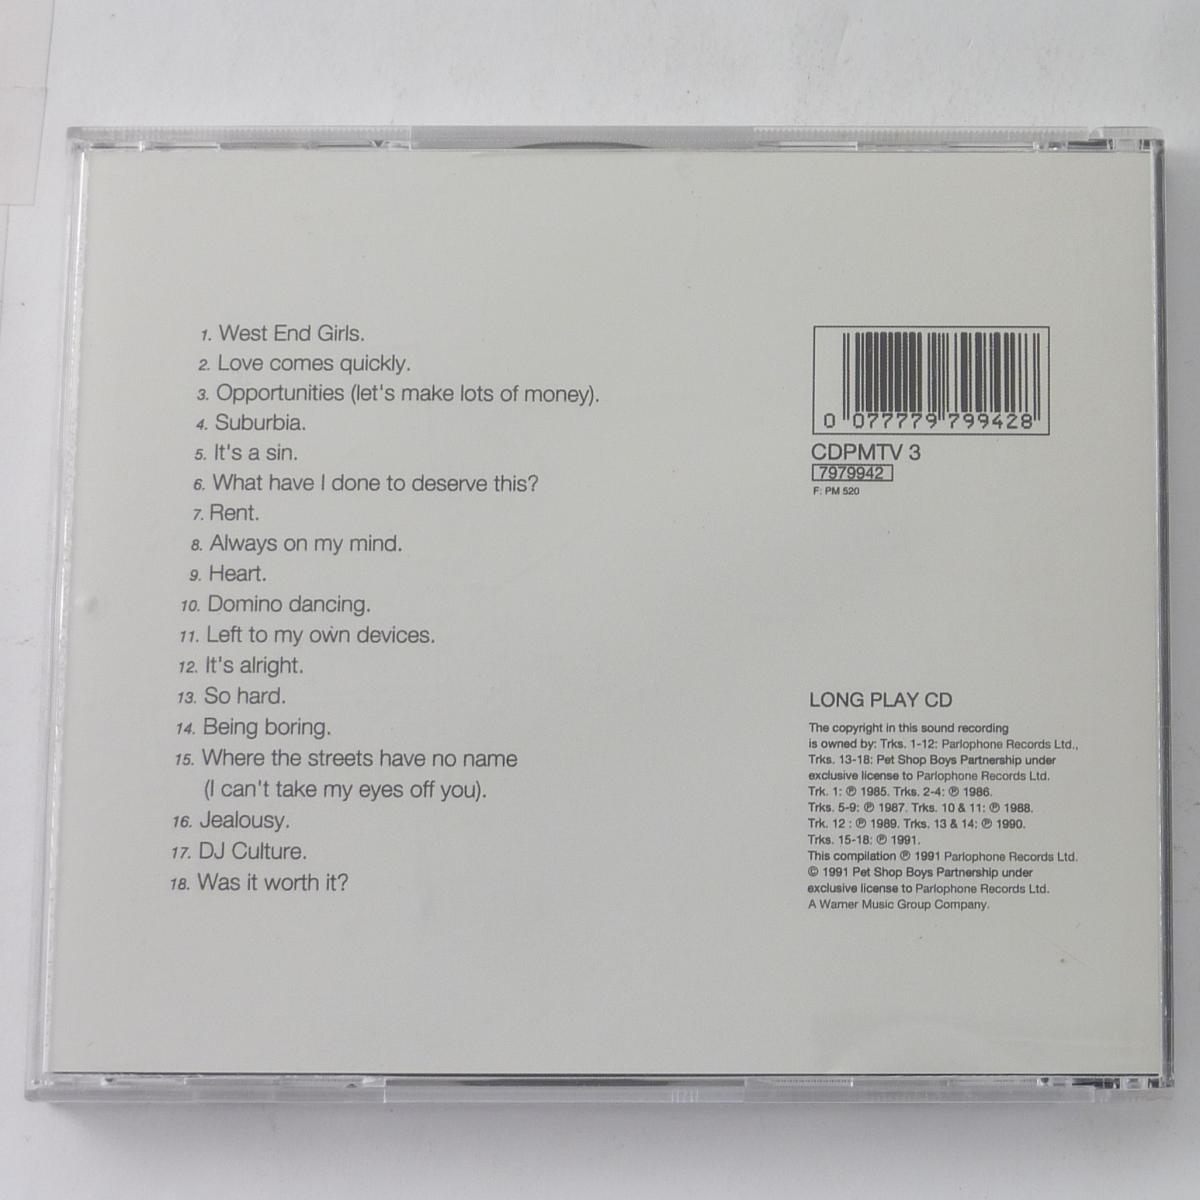 1. West End Girls.
2. Love comes quickly.
3. Opportunities (let's make lots of money).
4. Suburbia.
5. It's a sin.
6. What have I done to deserve this?
7. Rent.
8. Always on my mind.
9. Heart.
10. Domino dancing.
11. Left to my own devices.
12. It's alright.
13. So hard.
14. Being boring.
15. Where the streets have no name
(I can't take my eyes off you).
16. Jealousy.
17. DJ Culture.
18. Was it worth it?
0 077779 799428
CDPMTV 3
7979942
F: PM 520
LONG PLAY CD
The copyright in this sound recording
is owned by: Trks. 1-12: Parlophone Records Ltd.,
Trks. 13-18: Pet Shop Boys Partnership under
exclusive license to Parlophone Records Ltd.
Trk. 1: ℗ 1985. Trks. 2-4: ℗ 1986.
Trks. 5-9: ℗ 1987. Trks. 10 & 11: ℗ 1988.
Trk. 12 : ℗ 1989. Trks. 13 & 14: ℗ 1990.
Trks. 15-18: ℗ 1991.
This compilation ℗ 1991 Parlophone Records Ltd.
© 1991 Pet Shop Boys Partnership under
exclusive license to Parlophone Records Ltd.
A Warner Music Group Company.